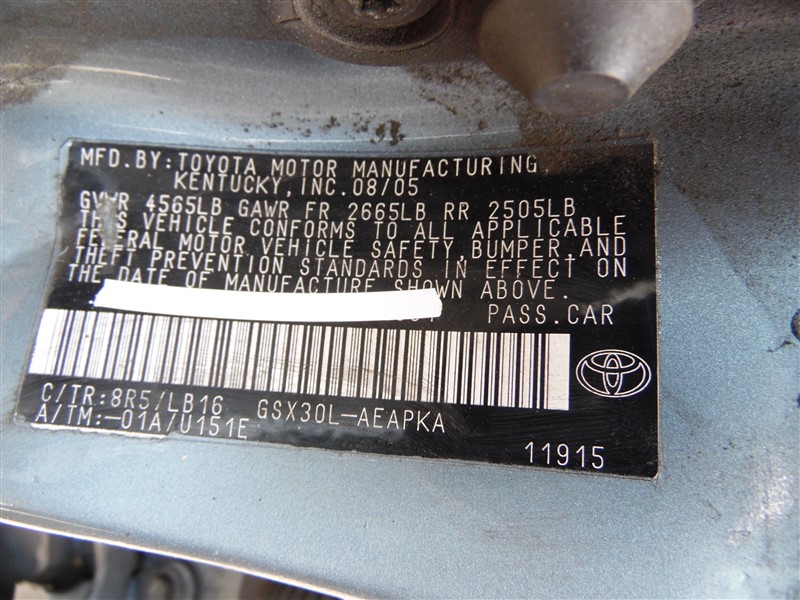 MFD.BY:TOYOTA MOTOR MANUFACTURING
KENTUCKY,INC.08/05
GVWR 4565LB GAWR FR 2665LB RR 2505LB
THIS VEHICLE CONFORMS TO ALL APPLICABLE
FEDERAL MOTOR VEHICLE SAFETY,BUMPER,AND
THEFT PREVENTION STANDARDS IN EFFECT ON
THE DATE OF MANUFACTURE SHOWN ABOVE.
PASS.CAR
C/TR:8R5/LB16 GSX30L-AEAPKA
A/TM:-01A/U151E
11915